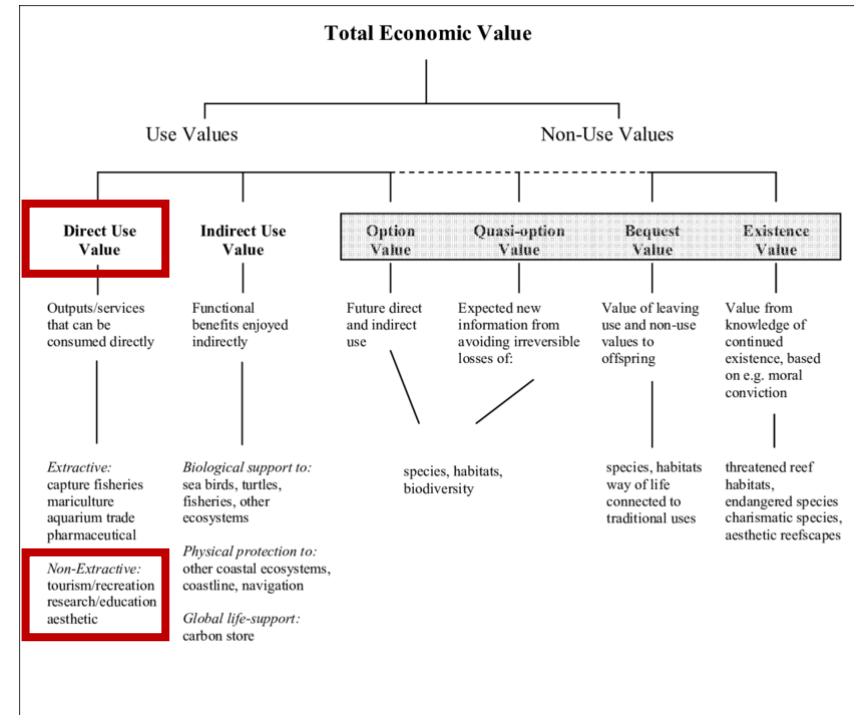 Total Economic Value
Use Values
Non-Use Values
Direct Use
Value
Indirect Use
Value
Option
Value
Quasi-option
Value
Bequest
Value
Existence
Value
Outputs/services
that can be
consumed directly
Functional
benefits enjoyed
indirectly
Future direct
and indirect
use
Expected new
information from
avoiding irreversible
losses of:
Value of leaving
use and non-use
values to
offspring
Value from
knowledge of
continued
existence, based
on e.g. moral
conviction
Extractive:
capture fisheries
mariculture
aquarium trade
pharmaceutical
Non-Extractive:
tourism/recreation
research/education
aesthetic
Biological support to:
sea birds, turtles,
fisheries, other
ecosystems
Physical protection to:
other coastal ecosystems,
coastline, navigation
Global life-support:
carbon store
species, habitats,
biodiversity
species, habitats
way of life
connected to
traditional uses
threatened reef
habitats,
endangered species
charismatic species,
aesthetic reefscapes